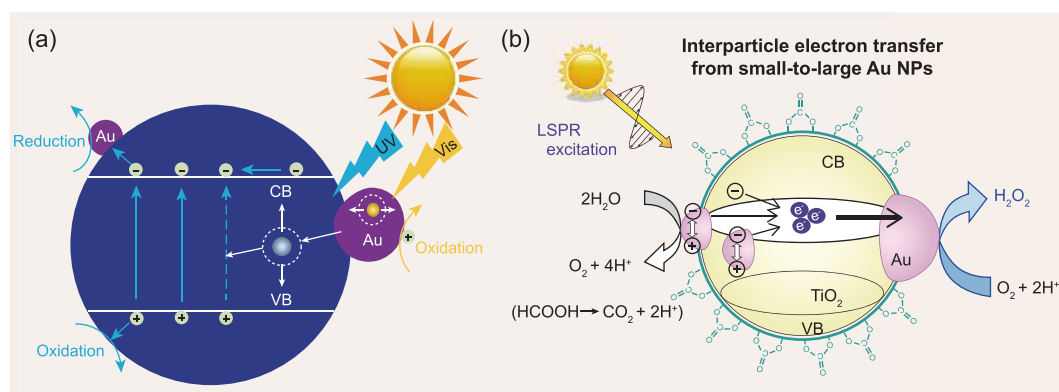 (a)
Reduction
Au
UV
Vis
CB
Au
Oxidation
VB
Oxidation
(b)
Interparticle electron transfer
from small-to-large Au NPs
LSPR
excitation
CB
2H₂O
e⁻
e⁻
e⁻
H₂O₂
Au
O₂ + 4H⁺
TiO₂
O₂ + 2H⁺
(HCOOH→ CO₂ + 2H⁺)
VB